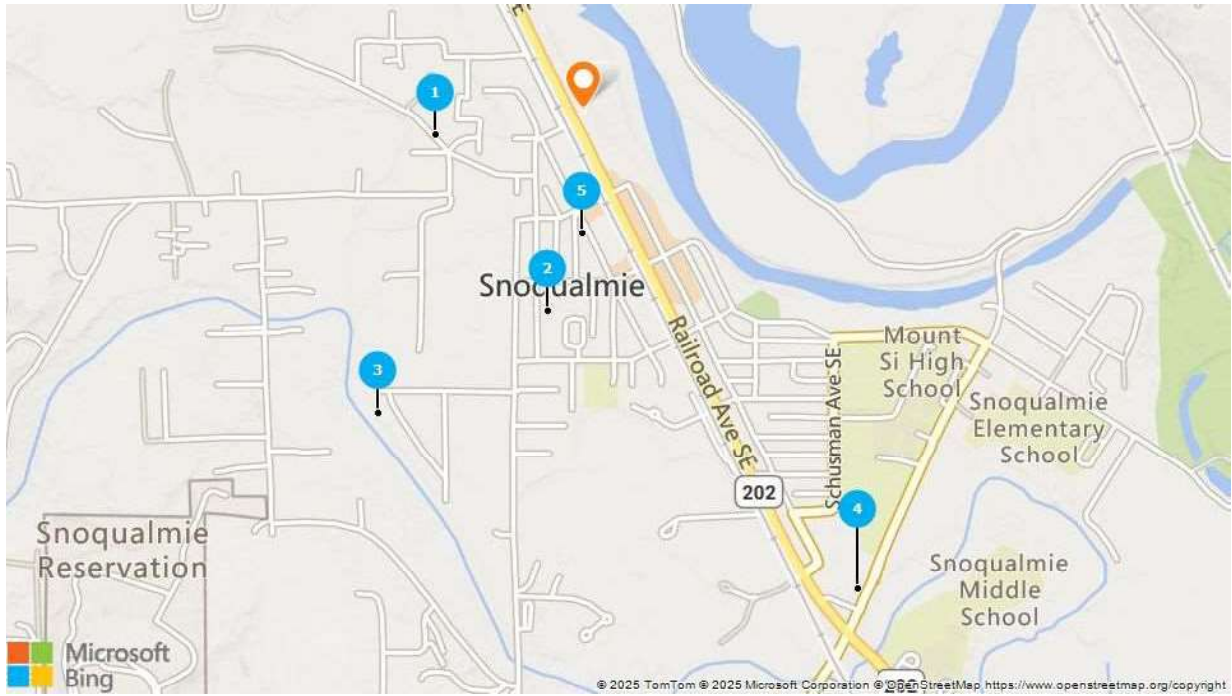 SE
1
5
2
Snoqualmie
3
Railroad Ave SE
Schusman Ave SE
Mount
Si High
School
Snoqualmie
Elementary
School
202
4
Snoqualmie
Reservation
Snoqualmie
Middle
School
Microsoft
Bing
202
© 2025 TomTom © 2025 Microsoft Corporation © OpenStreetMap https://www.openstreetmap.org/copyright